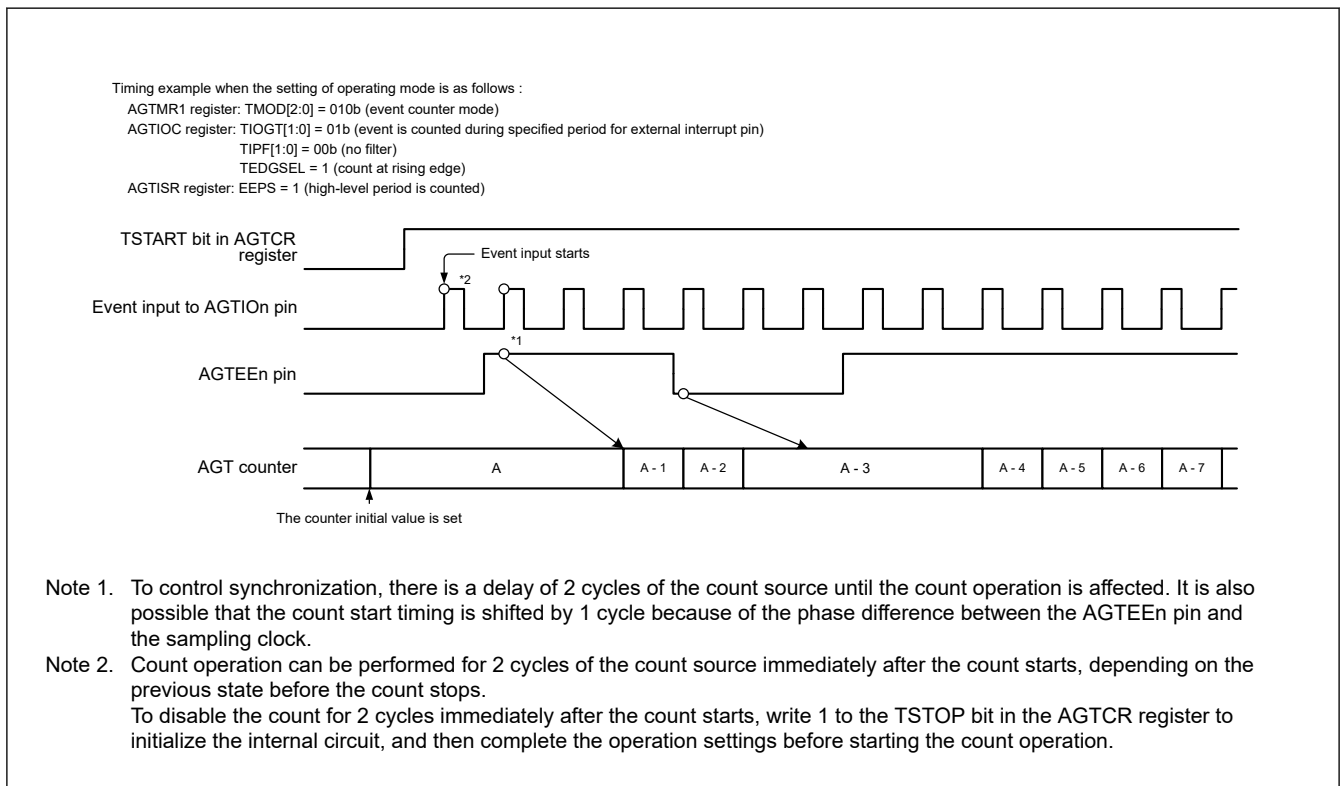 Timing example when the setting of operating mode is as follows :
AGTMR1 register: TMOD[2:0] = 010b (event counter mode)
AGTIOC register: TIOGT[1:0] = 01b (event is counted during specified period for external interrupt pin)
TIPF[1:0] = 00b (no filter)
TEDGSEL = 1 (count at rising edge)
AGTISR register: EEPS = 1 (high-level period is counted)
TSTART bit in AGTCR
register
Event input starts
*2
Event input to AGTIOn pin
*1
AGTEEn pin
AGT counter
A
A - 1
A - 2
A - 3
A - 4
A - 5
A - 6
A - 7
The counter initial value is set
Note 1. To control synchronization, there is a delay of 2 cycles of the count source until the count operation is affected. It is also
possible that the count start timing is shifted by 1 cycle because of the phase difference between the AGTEEn pin and
the sampling clock.
Note 2. Count operation can be performed for 2 cycles of the count source immediately after the count starts, depending on the
previous state before the count stops.
To disable the count for 2 cycles immediately after the count starts, write 1 to the TSTOP bit in the AGTCR register to
initialize the internal circuit, and then complete the operation settings before starting the count operation.